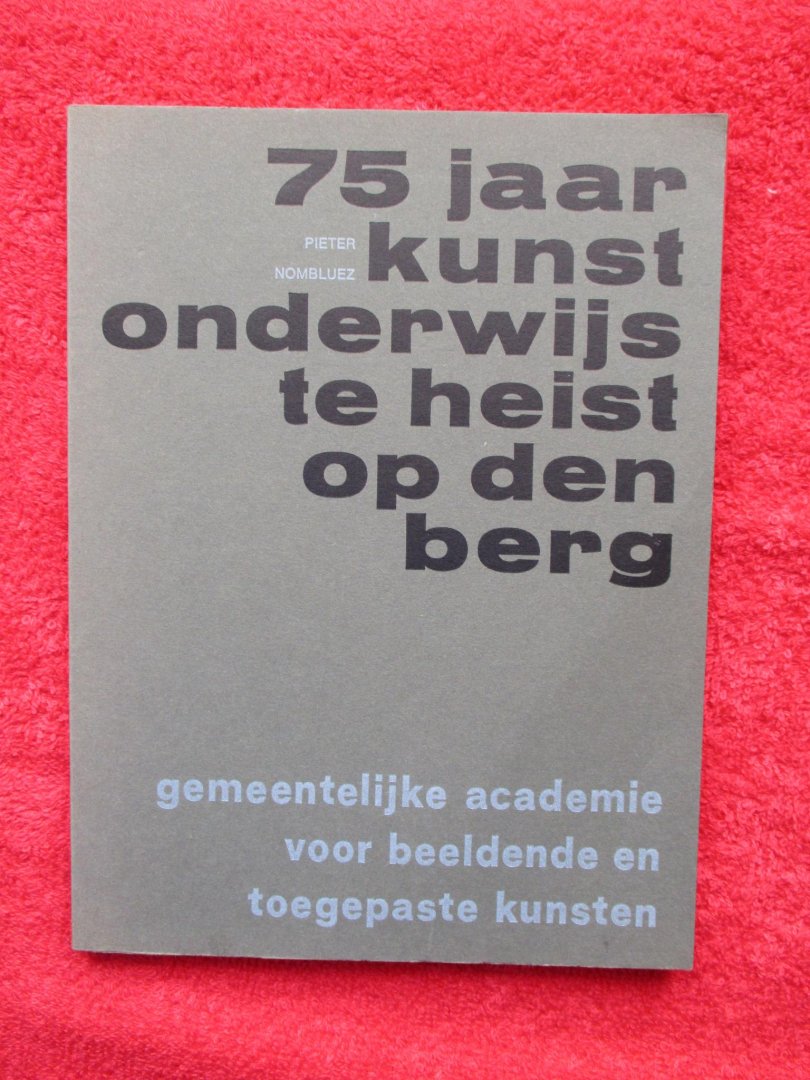 75 jaar
PIETER
NOMBLUEZ
kunst
onderwijs
te heist
op den
berg
gemeentelijke academie
voor beeldende en
toegepaste kunsten